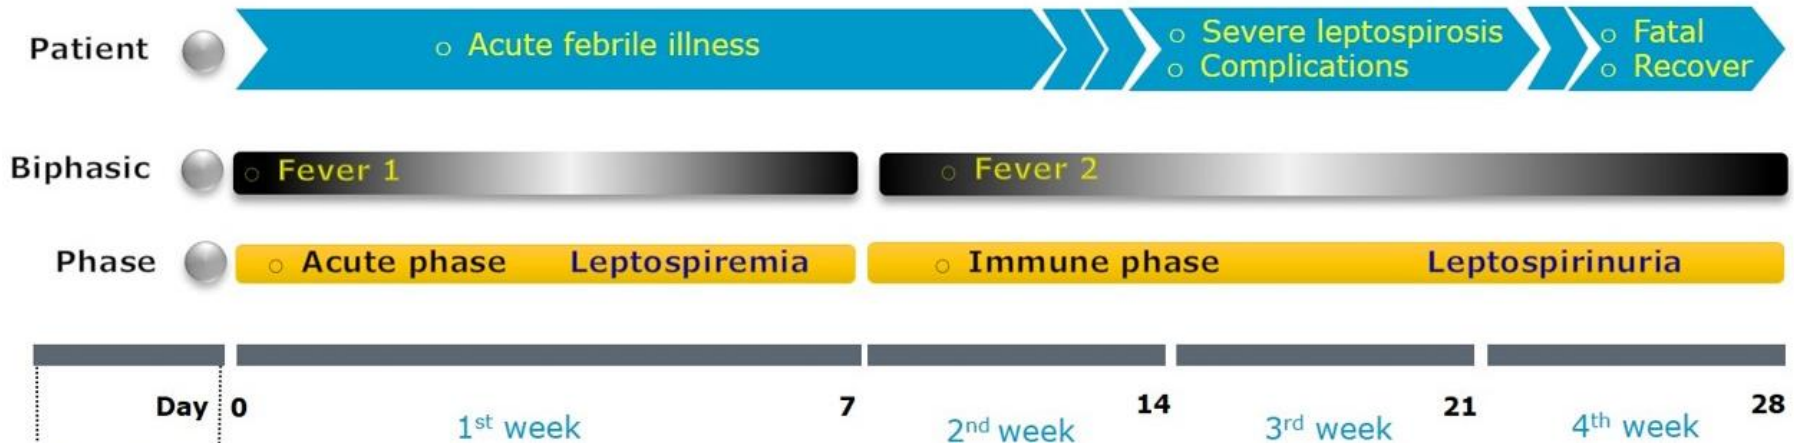 Patient
○ Acute febrile illness
○ Severe leptospirosis
○ Complications
○ Fatal
○ Recover
Biphasic
○ Fever 1
○ Fever 2
Phase
○ Acute phase Leptospiremia
○ Immune phase Leptospirinuria
Day 0 7 14 21 28
1st week 2nd week 3rd week 4th week